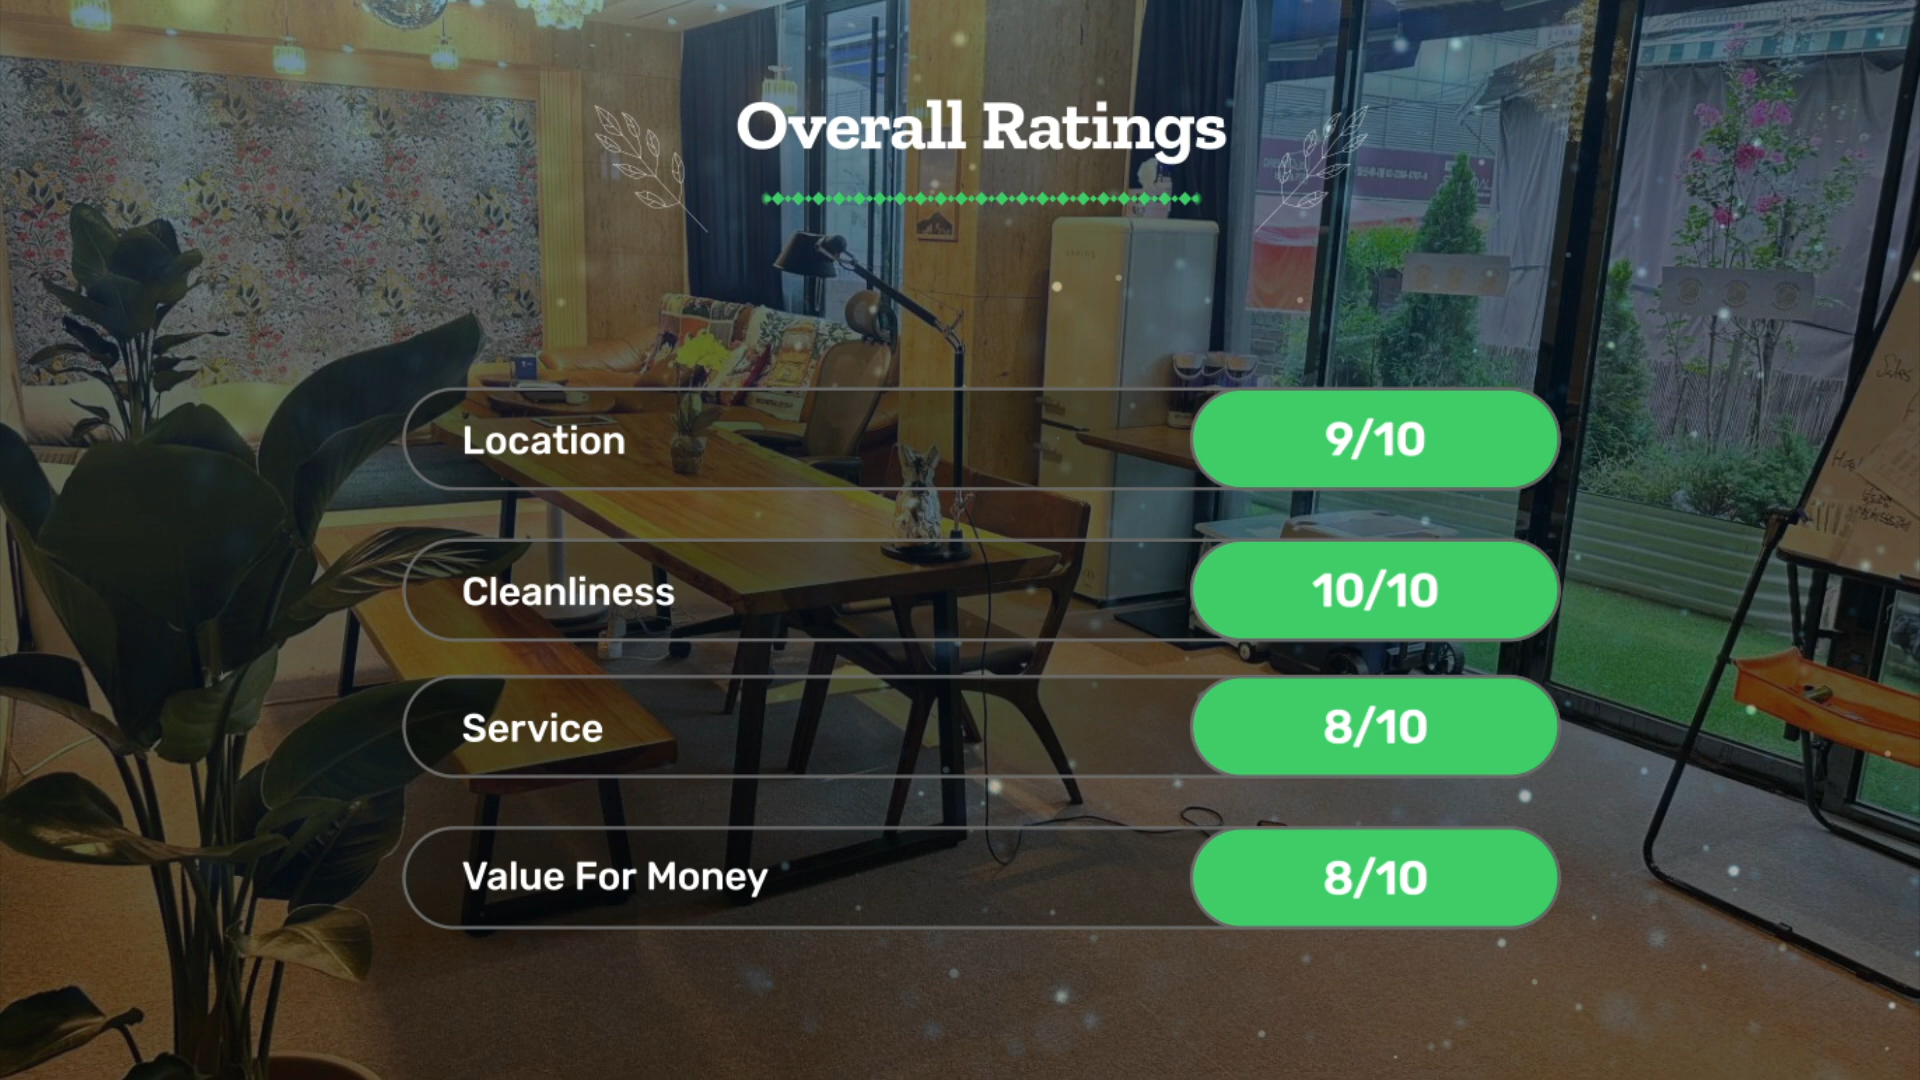 Overall Ratings
Location
9/10
Cleanliness
10/10
Service
8/10
Value For Money
8/10